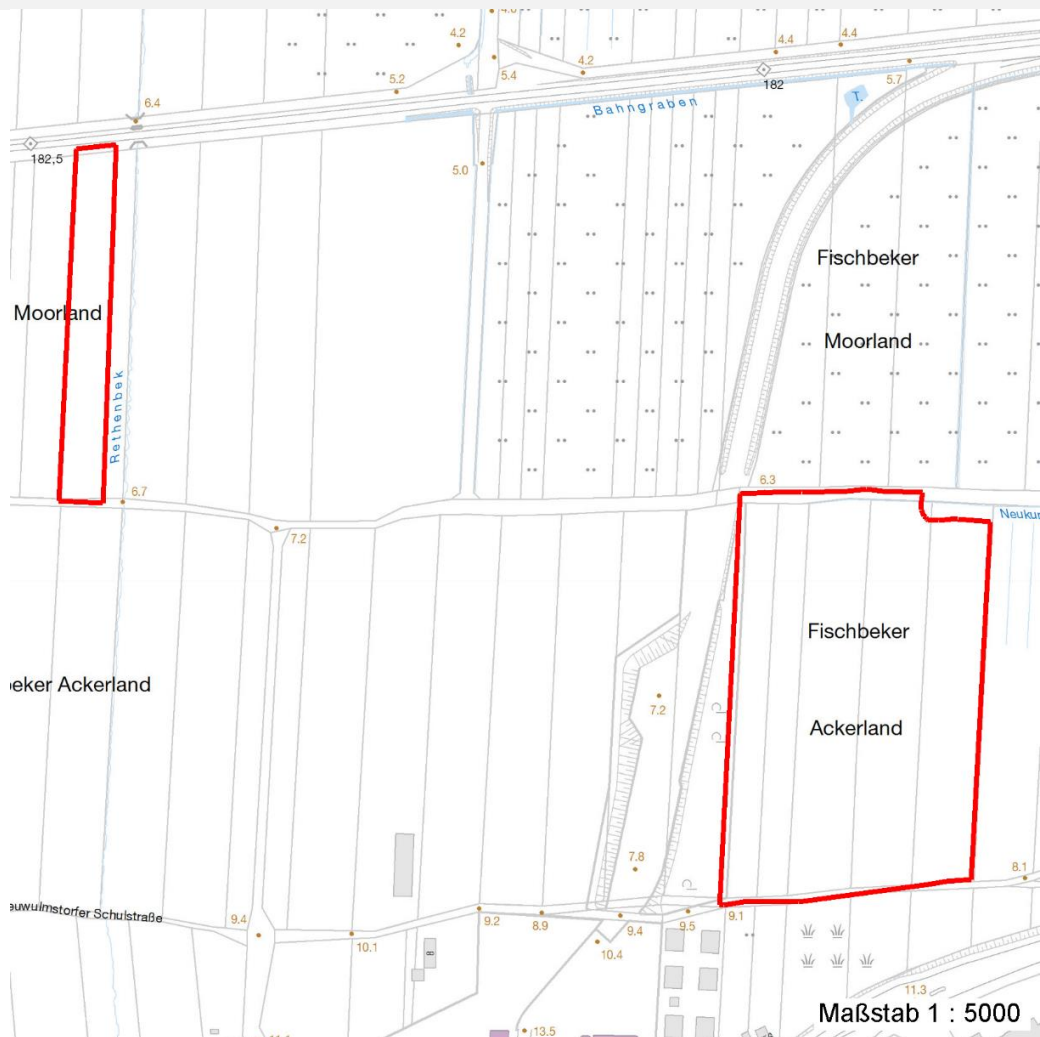 4.2
4.4
4.4
4.2
5.4
5.2
5.7
182
T.
Bahngraben
6.4
182,5
5.0
Fischbeker
Moorland
Moorland
Rethenbek
6.3
6.7
7.2
Fischbeker
Ackerland
eker Ackerland
7.2
7.8
8.1
9.4
10.1
9.2
8.9
9.4
9.5
9.1
10.4
11.3
13.5
Maßstab 1 : 5000